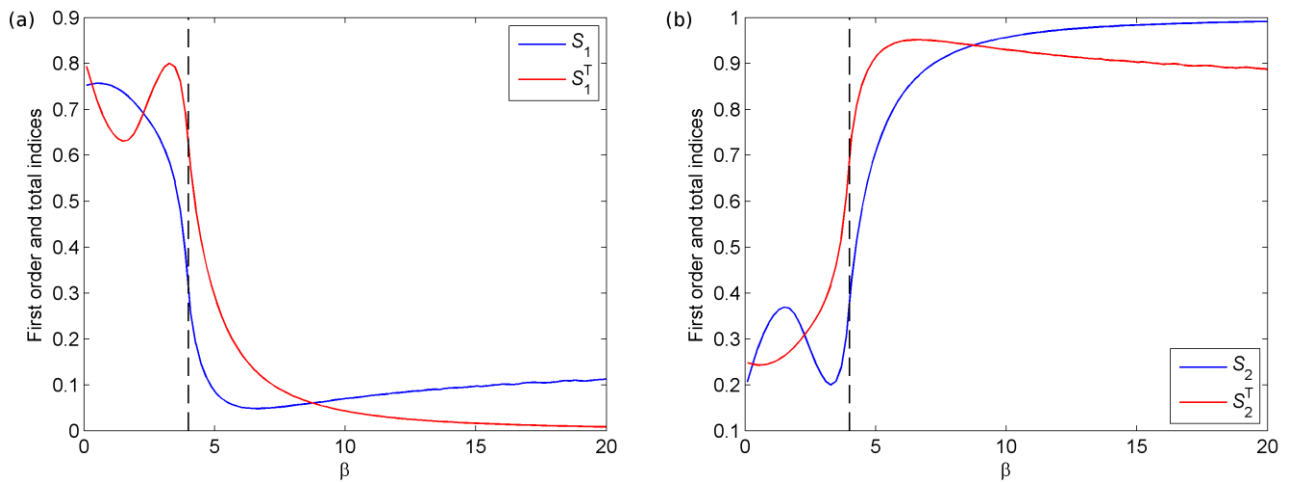 (a)
First order and total indices
0.9
0.8
0.7
0.6
0.5
0.4
0.3
0.2
0.1
0
0 5 10 15 20
β
S1
S1T
(b)
First order and total indices
1
0.9
0.8
0.7
0.6
0.5
0.4
0.3
0.2
0.1
0 5 10 15 20
β
S2
S2T